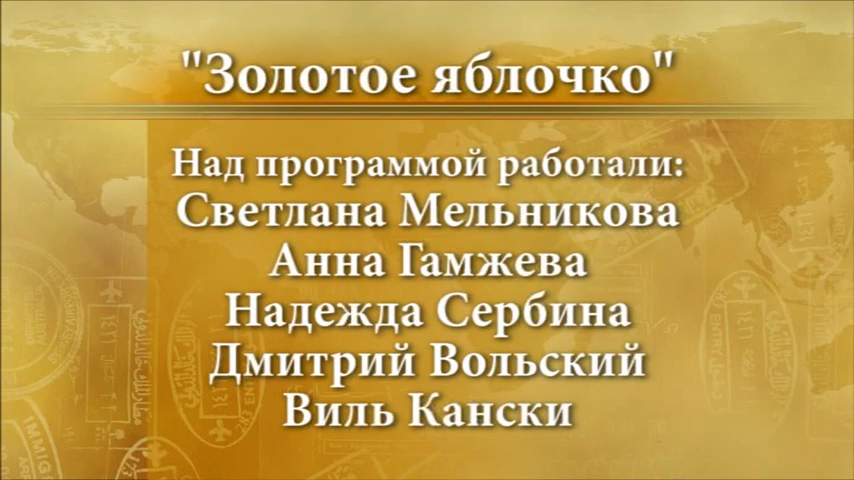 "Золотое яблочко"
Над программой работали:
Светлана Мельникова
Анна Гамжева
Надежда Сербина
Дмитрий Вольский
Виль Кански